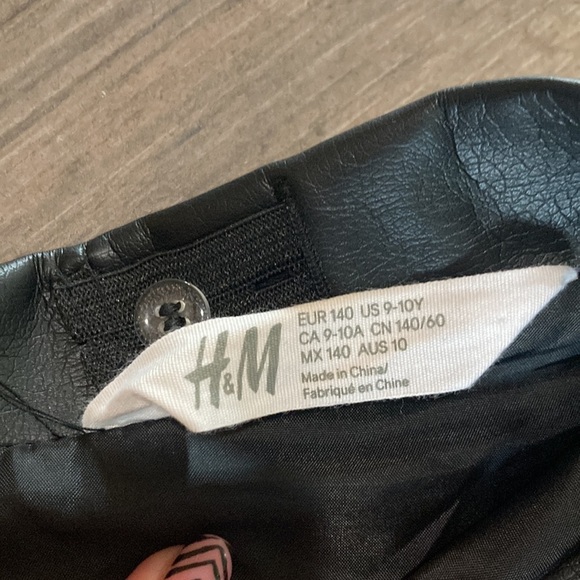 H&M
EUR 140 US 9-10Y
CA 9-10A CN 140/60
MX 140 AUS 10
Made in China/
Fabriqué en Chine